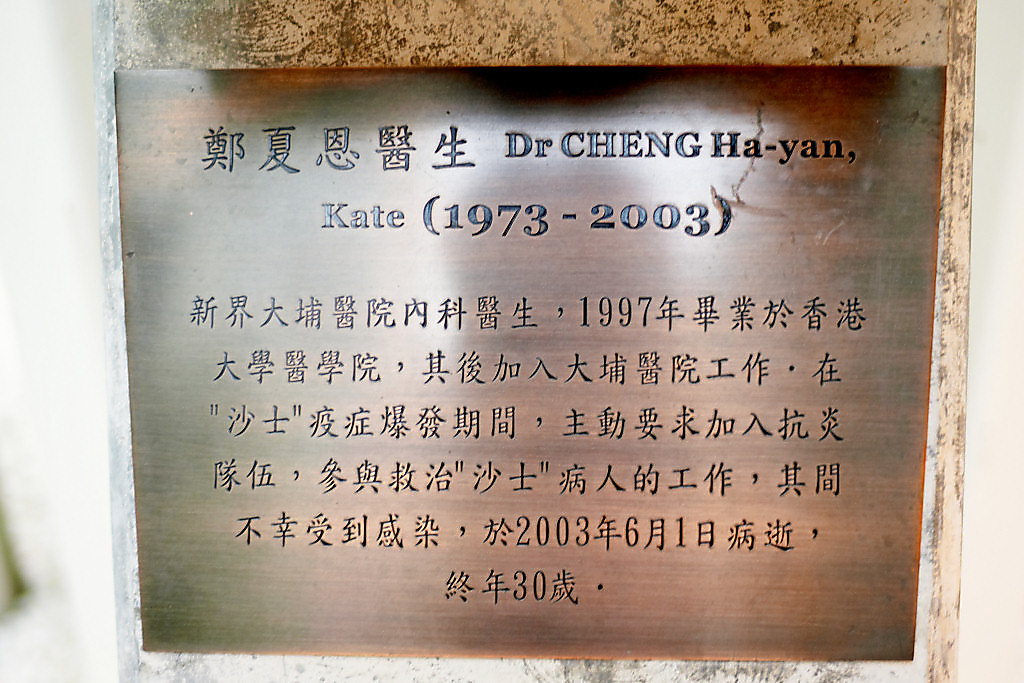 鄭夏恩醫生 Dr CHENG Ha-yan,
Kate (1973 - 2003)
新界大埔醫院內科醫生，1997年畢業於香港
大學醫學院，其後加入大埔醫院工作．在
"沙士"疫症爆發期間，主動要求加入抗炎
隊伍，參與救治"沙士"病人的工作，其間
不幸受到感染，於2003年6月1日病逝，
終年30歲．